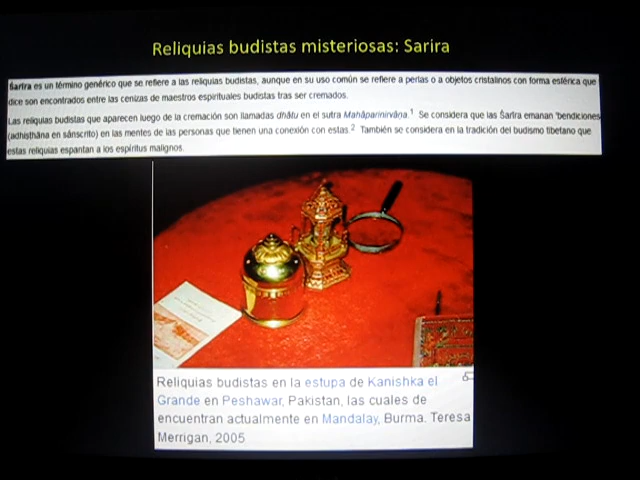 Reliquias budistas misteriosas: Sarira
Śarīra es un término genérico que se refiere a las reliquias budistas, aunque en su uso común se refiere a perlas o a objetos cristalinos con forma esférica que
dice son encontrados entre las cenizas de maestros espirituales budistas tras ser cremados.
Las reliquias budistas que aparecen luego de la cremación son llamadas dhātu en el sutra Mahāparinirvāṇa.1 Se considera que las Śarīra emanan 'bendiciones
(adhiṣṭhāna en sánscrito) en las mentes de las personas que tienen una conexión con estas.2 También se considera en la tradición del budismo tibetano que
estas reliquias espantan a los espíritus malignos.
Reliquias budistas en la estupa de Kanishka el
Grande en Peshawar, Pakistan, las cuales de
encuentran actualmente en Mandalay, Burma. Teresa
Merrigan, 2005